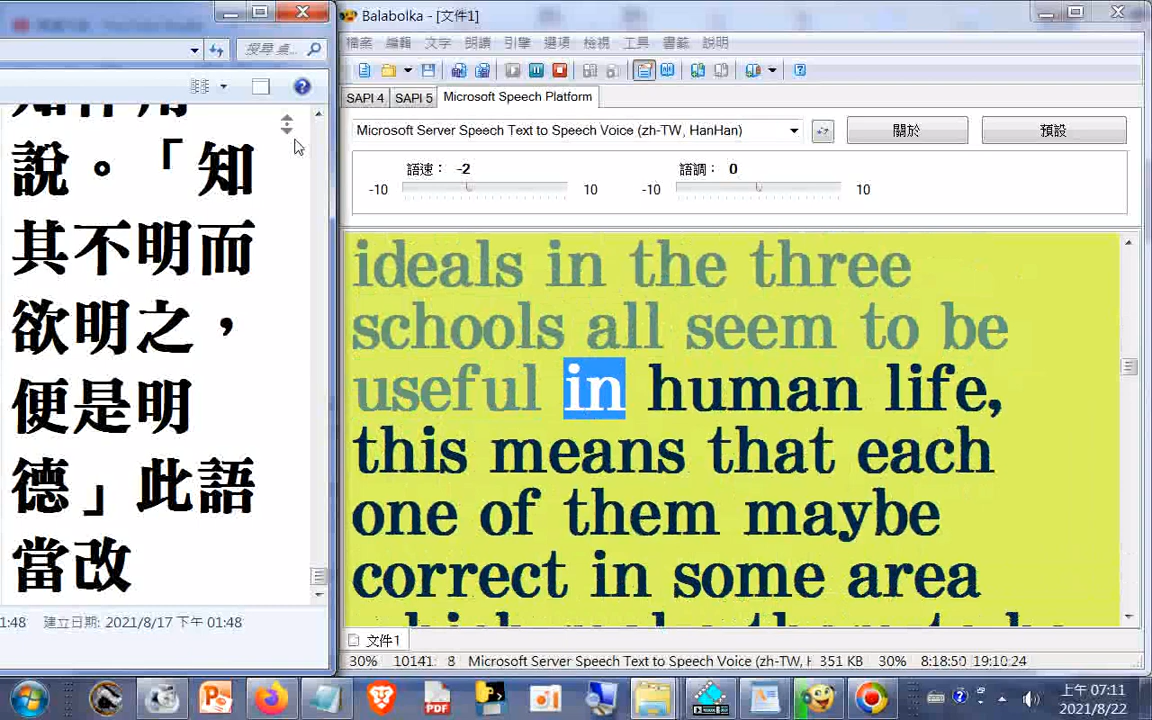 搜尋 桌...
說。「知
其不明而
欲明之，
便是明
德」此語
當改
1:48 建立日期: 2021/8/17 下午 01:48
Balabolka - [文件1]
檔案 編輯 文字 朗讀 引擎 選項 檢視 工具 書籤 說明
SAPI 4 SAPI 5 Microsoft Speech Platform
Microsoft Server Speech Text to Speech Voice (zh-TW, HanHan) 關於 預設
語速： -2 語調： 0
-10 10 -10 10
ideals in the three
schools all seem to be
useful in human life,
this means that each
one of them maybe
correct in some area
文件1
30% 10141: 8 Microsoft Server Speech Text to Speech Voice (zh-TW, H 351 KB 30% 8:18:50 19:10:24
PDF
上午 07:11
2021/8/22